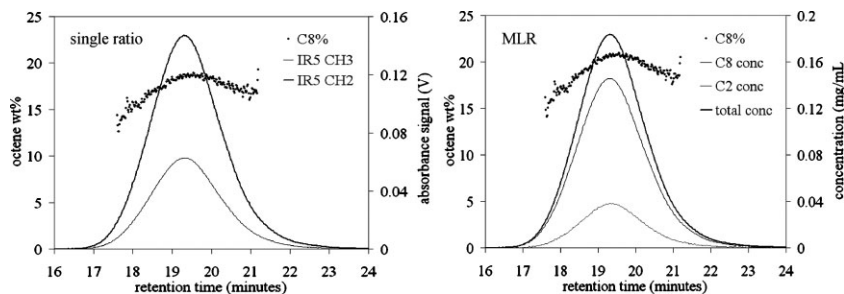 single ratio
C8%
IR5 CH3
IR5 CH2
octene wt%
25
20
15
10
5
0
0.16
0.12
0.08
0.04
0
absorbance signal (V)
16 17 18 19 20 21 22 23 24
retention time (minutes)
MLR
C8%
C8 conc
C2 conc
total conc
octene wt%
25
20
15
10
5
0
0.2
0.16
0.12
0.08
0.04
0
concentration (mg/mL
16 17 18 19 20 21 22 23 24
retention time (minutes)